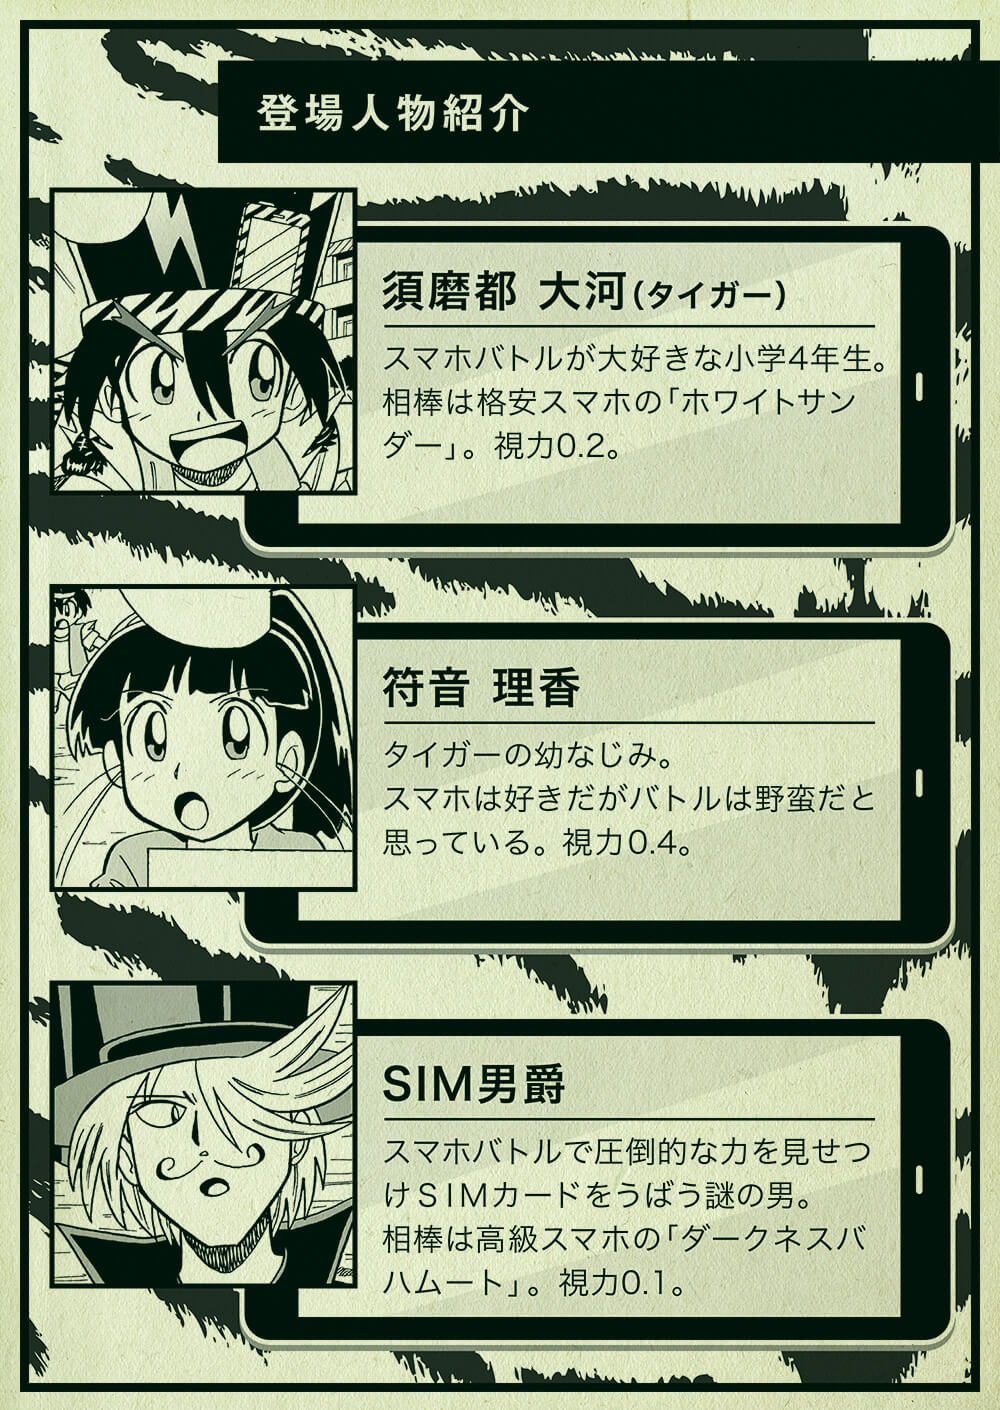 登場人物紹介
須磨都 大河(タイガー)
スマホバトルが大好きな小学4年生。
相棒は格安スマホの「ホワイトサン
ダー」。視力0.2。
符音 理香
タイガーの幼なじみ。
スマホは好きだがバトルは野蛮だと
思っている。視力0.4。
SIM男爵
スマホバトルで圧倒的な力を見せつ
けSIMカードをうばう謎の男。
相棒は高級スマホの「ダークネスバ
ハムート」。視力0.1。